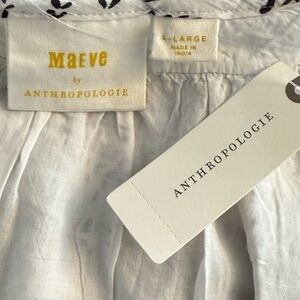 Maeve
by
ANTHROPOLOGIE
X-LARGE
MADE IN
INDIA
ANTHROPOLOGIE